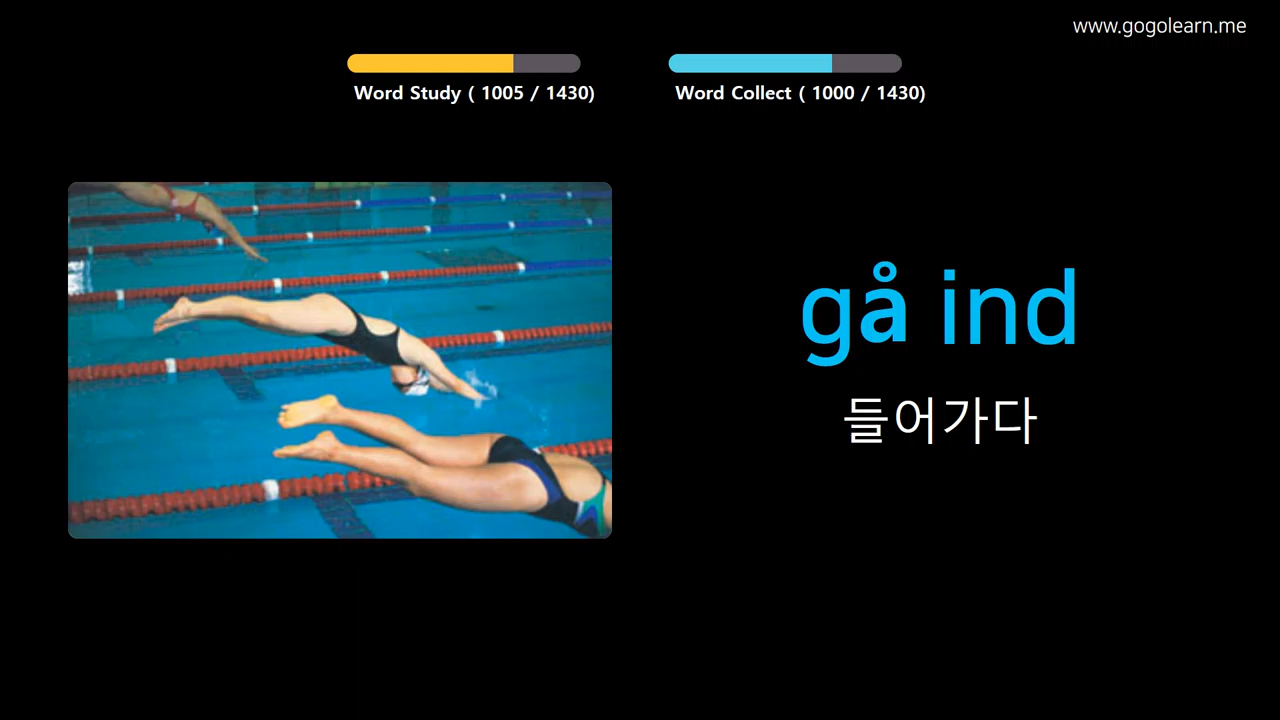 www.gogolearn.me
Word Study ( 1005 / 1430)
Word Collect ( 1000 / 1430)
gå ind
들어가다